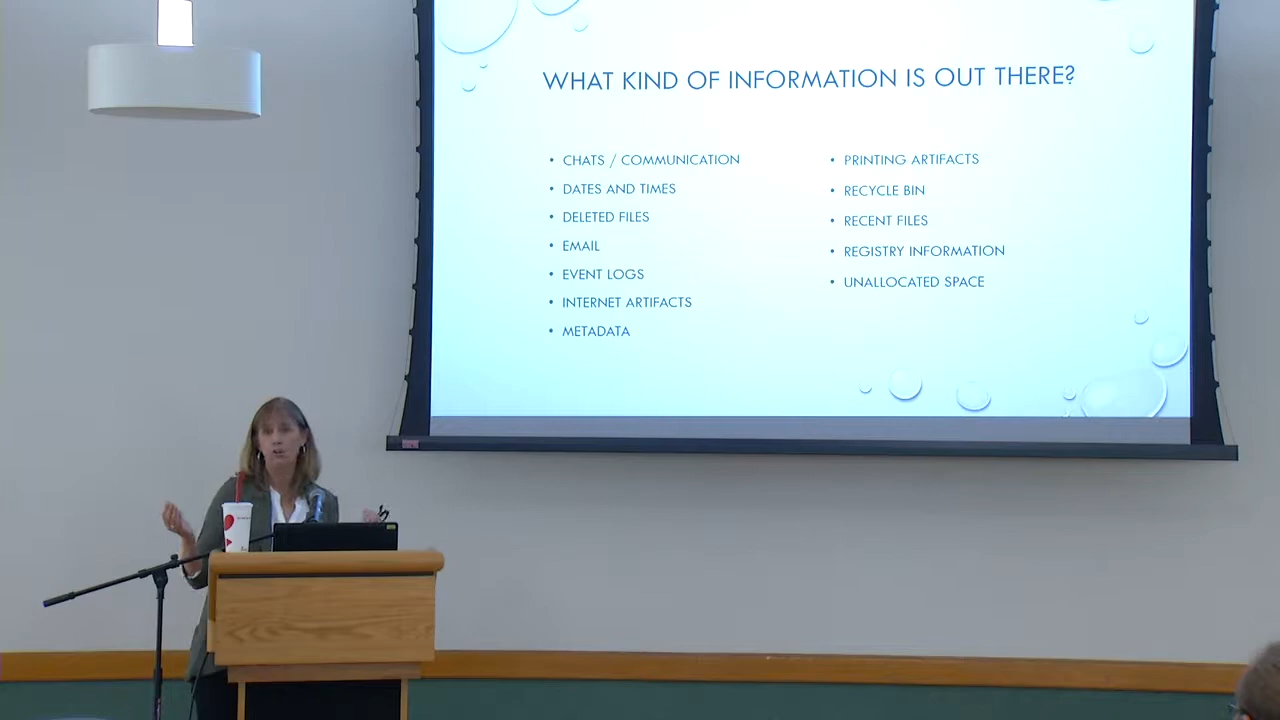 WHAT KIND OF INFORMATION IS OUT THERE?
• CHATS / COMMUNICATION
• DATES AND TIMES
• DELETED FILES
• EMAIL
• EVENT LOGS
• INTERNET ARTIFACTS
• METADATA
• PRINTING ARTIFACTS
• RECYCLE BIN
• RECENT FILES
• REGISTRY INFORMATION
• UNALLOCATED SPACE